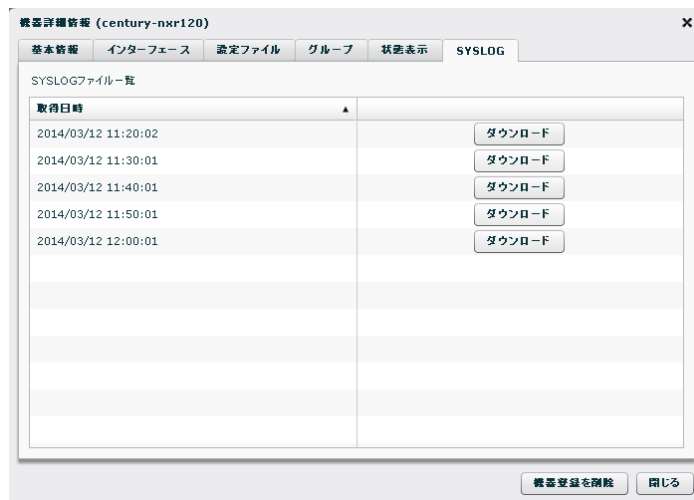 機器詳細情報 (century-nxr120)
基本情報 インターフェース 設定ファイル グループ 状態表示 SYSLOG
SYSLOGファイル一覧
取得日時 ▲
2014/03/12 11:20:02 ダウンロード
2014/03/12 11:30:01 ダウンロード
2014/03/12 11:40:01 ダウンロード
2014/03/12 11:50:01 ダウンロード
2014/03/12 12:00:01 ダウンロード
機器登録を削除 閉じる